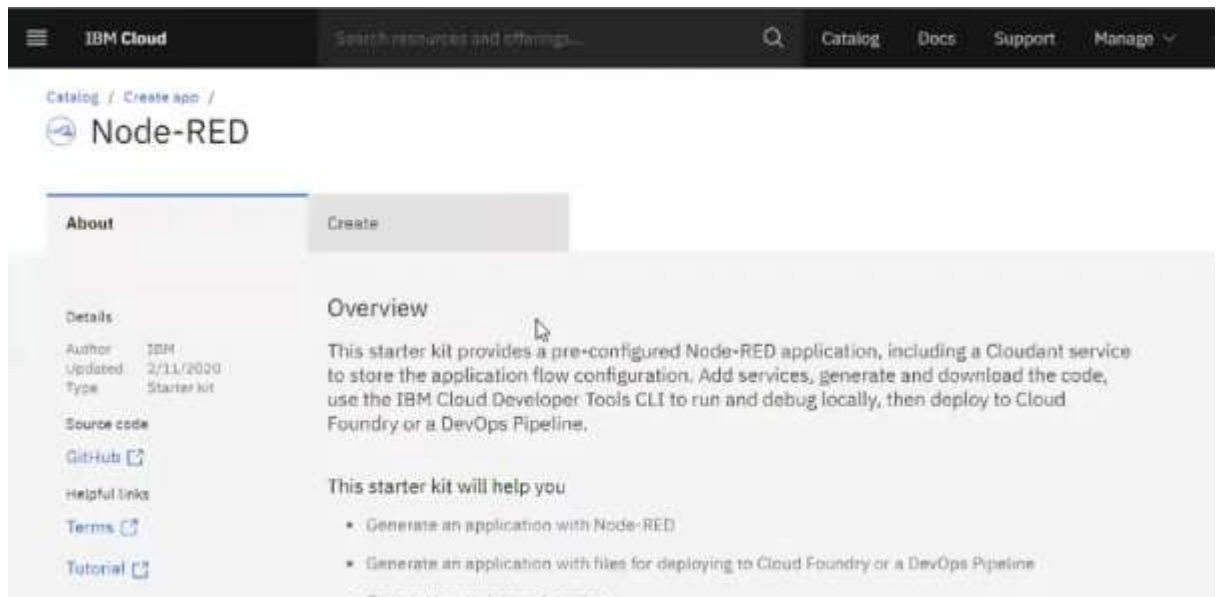 IBM Cloud
Search resources and offerings...
Catalog
Docs
Support
Manage
Catalog / Create app /
Node-RED
About
Create
Details
Author IBM
Updated 2/11/2020
Type Starter kit
Source code
GitHub
Helpful links
Terms
Tutorial
Overview
This starter kit provides a pre-configured Node-RED application, including a Cloudant service
to store the application flow configuration. Add services, generate and download the code,
use the IBM Cloud Developer Tools CLI to run and debug locally, then deploy to Cloud
Foundry or a DevOps Pipeline.
This starter kit will help you
• Generate an application with Node-RED
• Generate an application with files for deploying to Cloud Foundry or a DevOps Pipeline